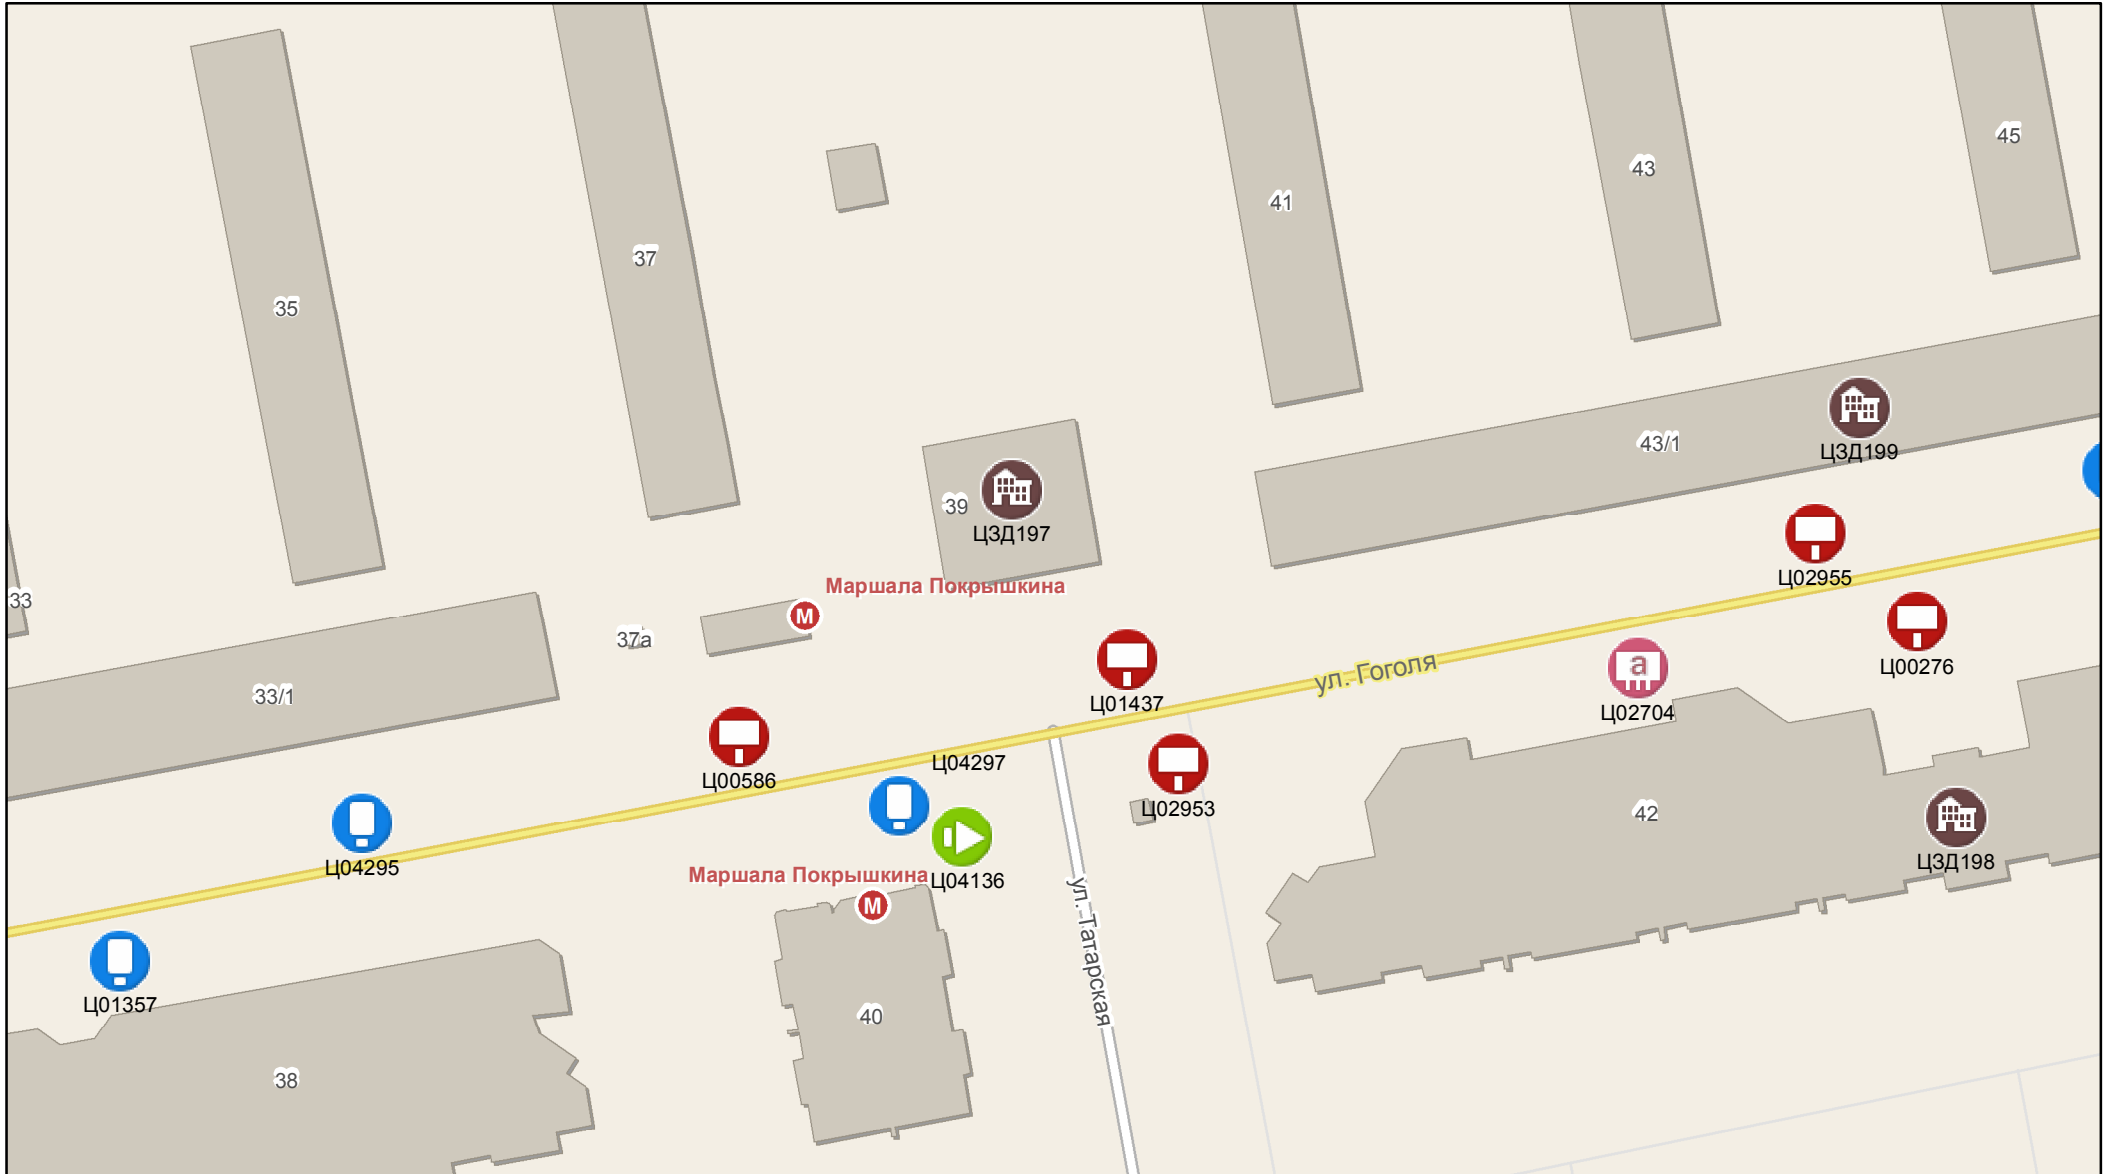 45
43
41
37
35
43/1
ЦЗД199
39
ЦЗД197
Ц02955
Маршала Покрышкина
М
33
37а
Ц00276
ул. Гоголя
а
Ц02704
33/1
Ц01437
Ц04297
Ц00586
Ц02953
42
ЦЗД198
Ц04295
Маршала Покрышкина
Ц04136
М
ул. Татарская
Ц01357
40
38